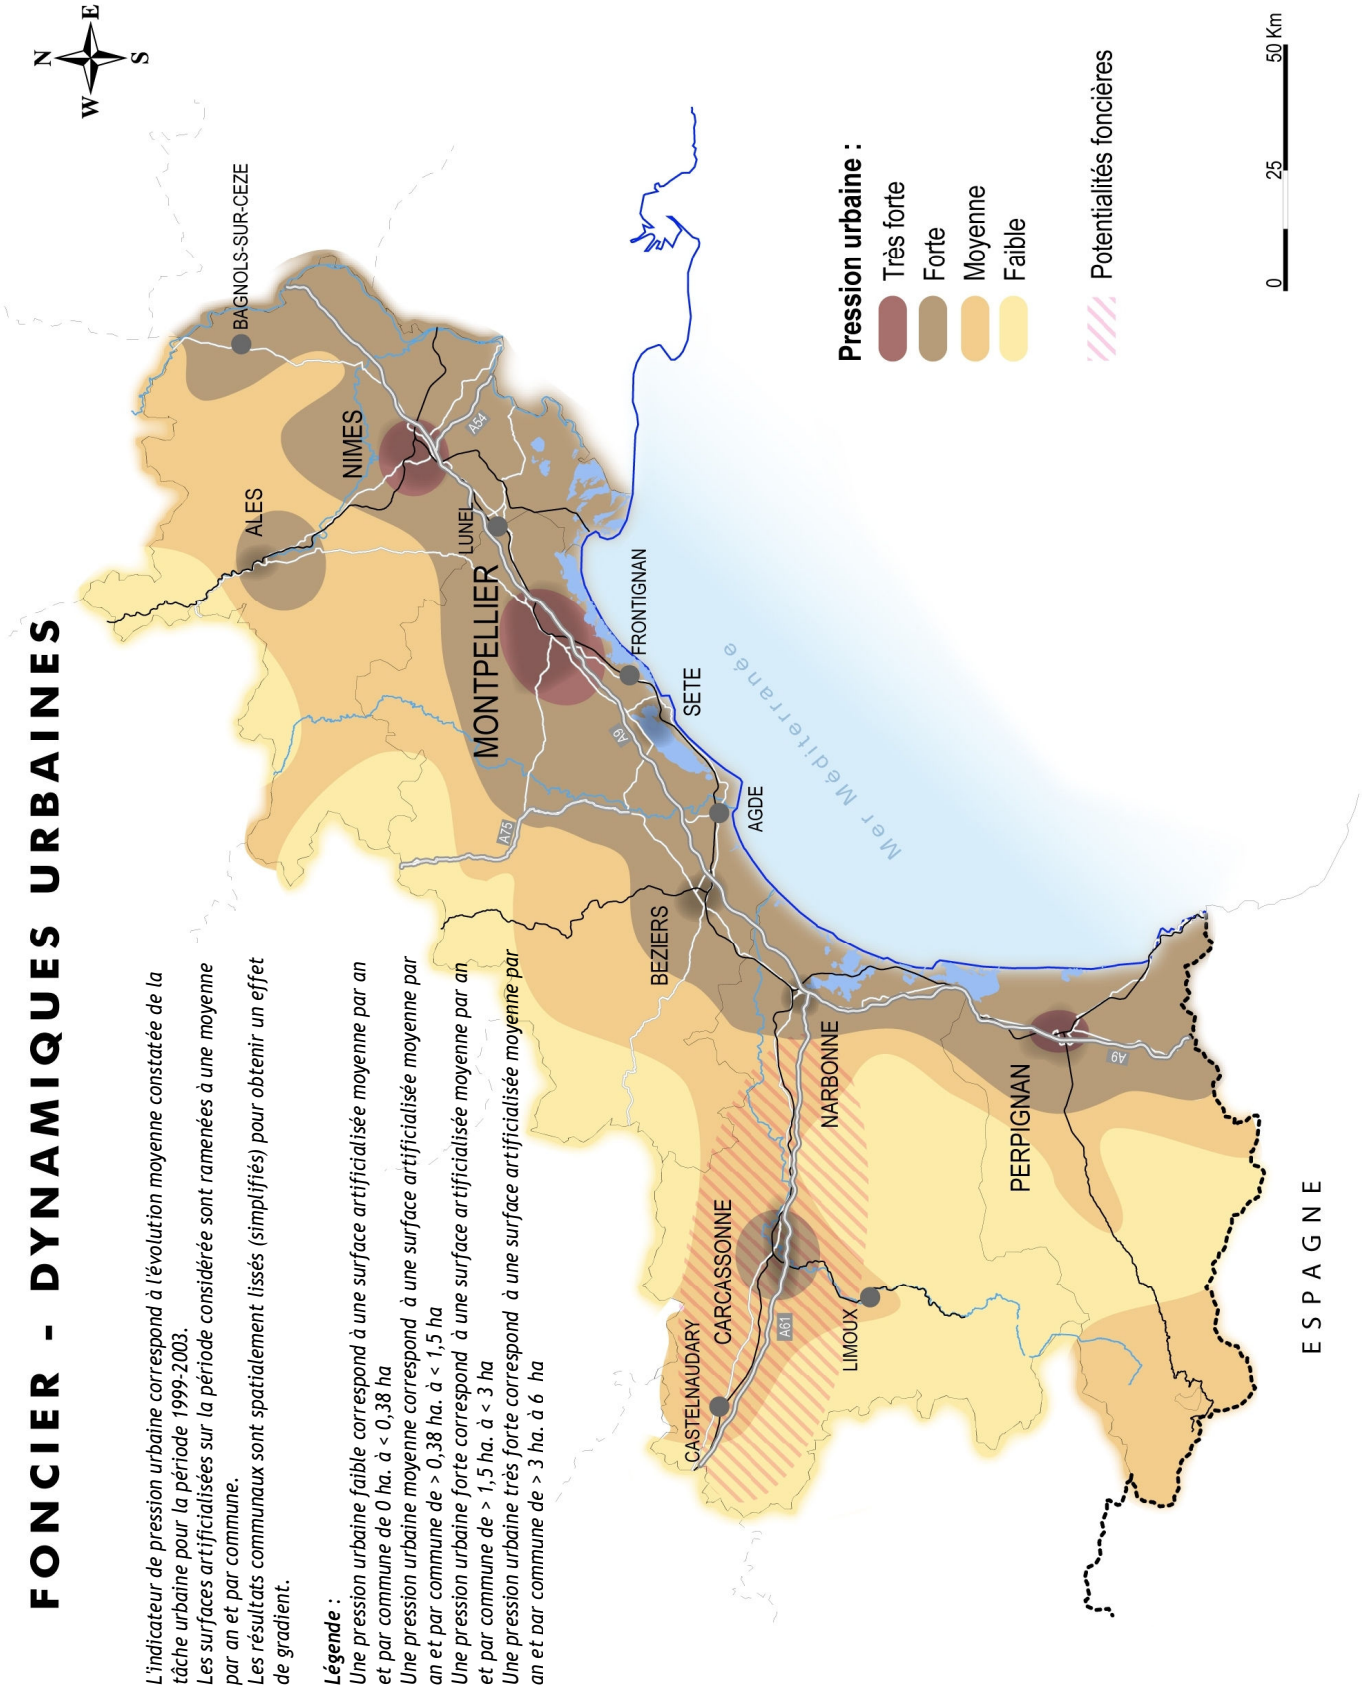 FONCIER - DYNAMIQUES URBAINES
L'indicateur de pression urbaine correspond à l'évolution moyenne constatée de la
tâche urbaine pour la période 1999-2003.
Les surfaces artificialisées sur la période considérée sont ramenées à une moyenne
par an et par commune.
Les résultats communaux sont spatialement lissés (simplifiés) pour obtenir un effet
de gradient.
Légende :
Une pression urbaine faible correspond à une surface artificialisée moyenne par an
et par commune de 0 ha. à < 0,38 ha
Une pression urbaine moyenne correspond à une surface artificialisée moyenne par
an et par commune de > 0,38 ha. à < 1,5 ha
Une pression urbaine forte correspond à une surface artificialisée moyenne par an
et par commune de > 1,5 ha. à < 3 ha
Une pression urbaine très forte correspond à une surface artificialisée moyenne par
an et par commune de > 3 ha. à 6 ha
N
W
E
S
BAGNOLS-SUR-CEZE
ALES
NIMES
A54
LUNEL
MONTPELLIER
FRONTIGNAN
SETE
A9
A75
AGDE
BEZIERS
Mer Méditerranée
NARBONNE
CARCASSONNE
CASTELNAUDARY
A61
LIMOUX
PERPIGNAN
A9
ESPAGNE
Pression urbaine :
Très forte
Forte
Moyenne
Faible
Potentialités foncières
0
25
50 Km